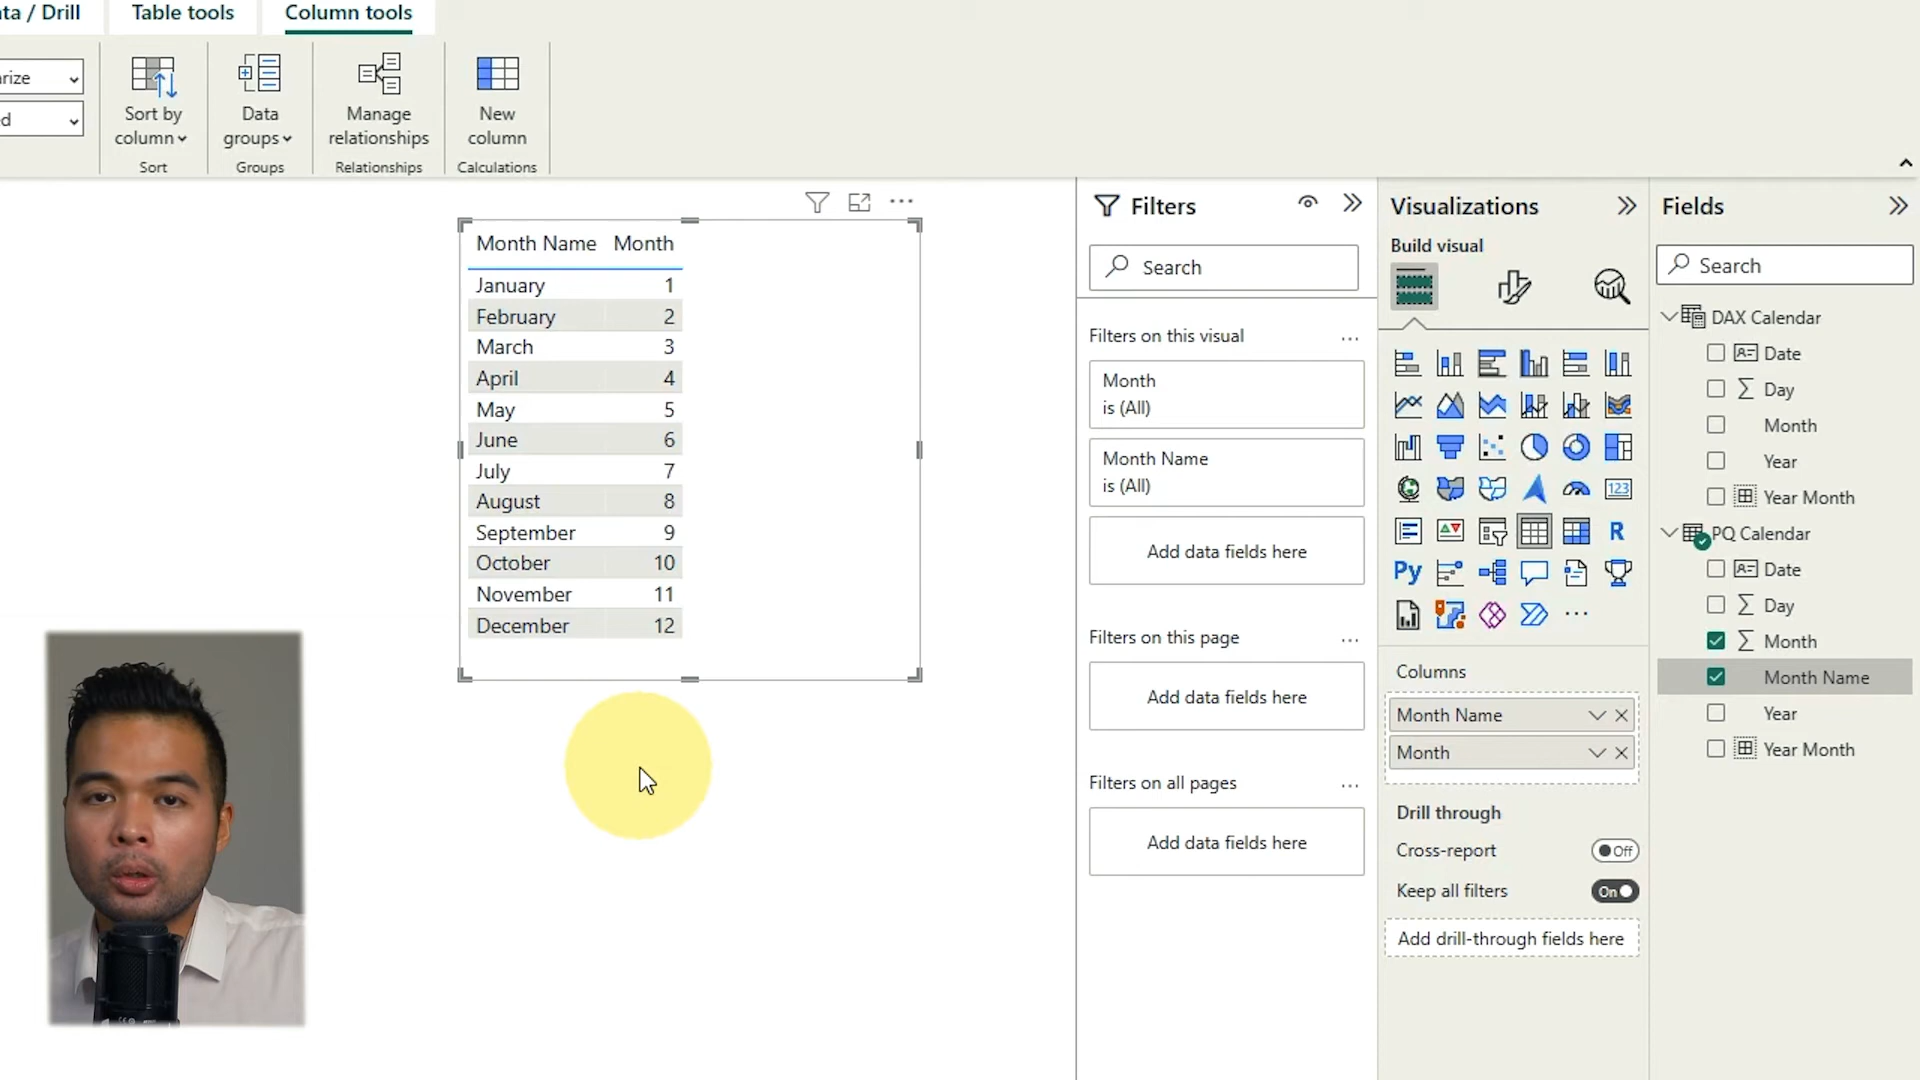 ta / Drill
Table tools
Column tools
rize
d
Sort by
column
Sort
Data
groups
Groups
Manage
relationships
Relationships
New
column
Calculations
Month Name Month
January 1
February 2
March 3
April 4
May 5
June 6
July 7
August 8
September 9
October 10
November 11
December 12
Filters
Search
Filters on this visual
...
Month
is (All)
Month Name
is (All)
Add data fields here
Filters on this page
...
Add data fields here
Filters on all pages
...
Add data fields here
Visualizations
Build visual
123
R
Py
...
Columns
Month Name
Month
Drill through
Cross-report
Off
Keep all filters
On
Add drill-through fields here
Fields
Search
DAX Calendar
Date
Σ Day
Month
Year
Year Month
PQ Calendar
Date
Σ Day
Σ Month
Month Name
Year
Year Month